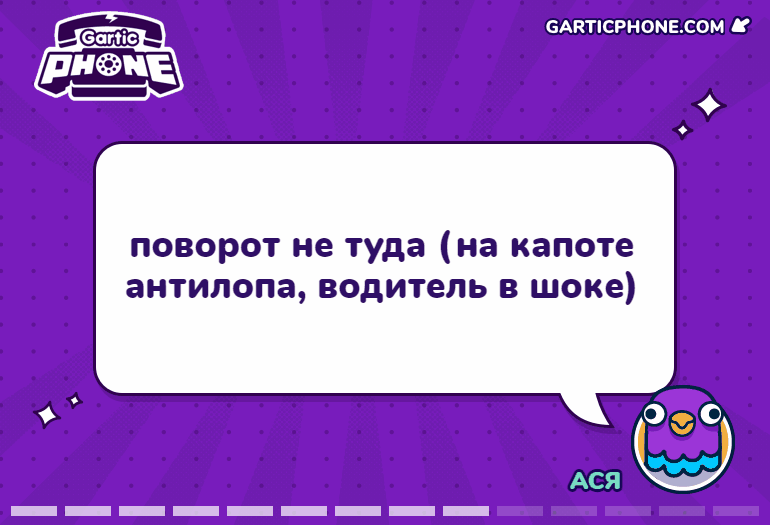 Gartic
PHONE
GARTICPHONE.COM
поворот не туда (на капоте
антилопа, водитель в шоке)
АСЯ